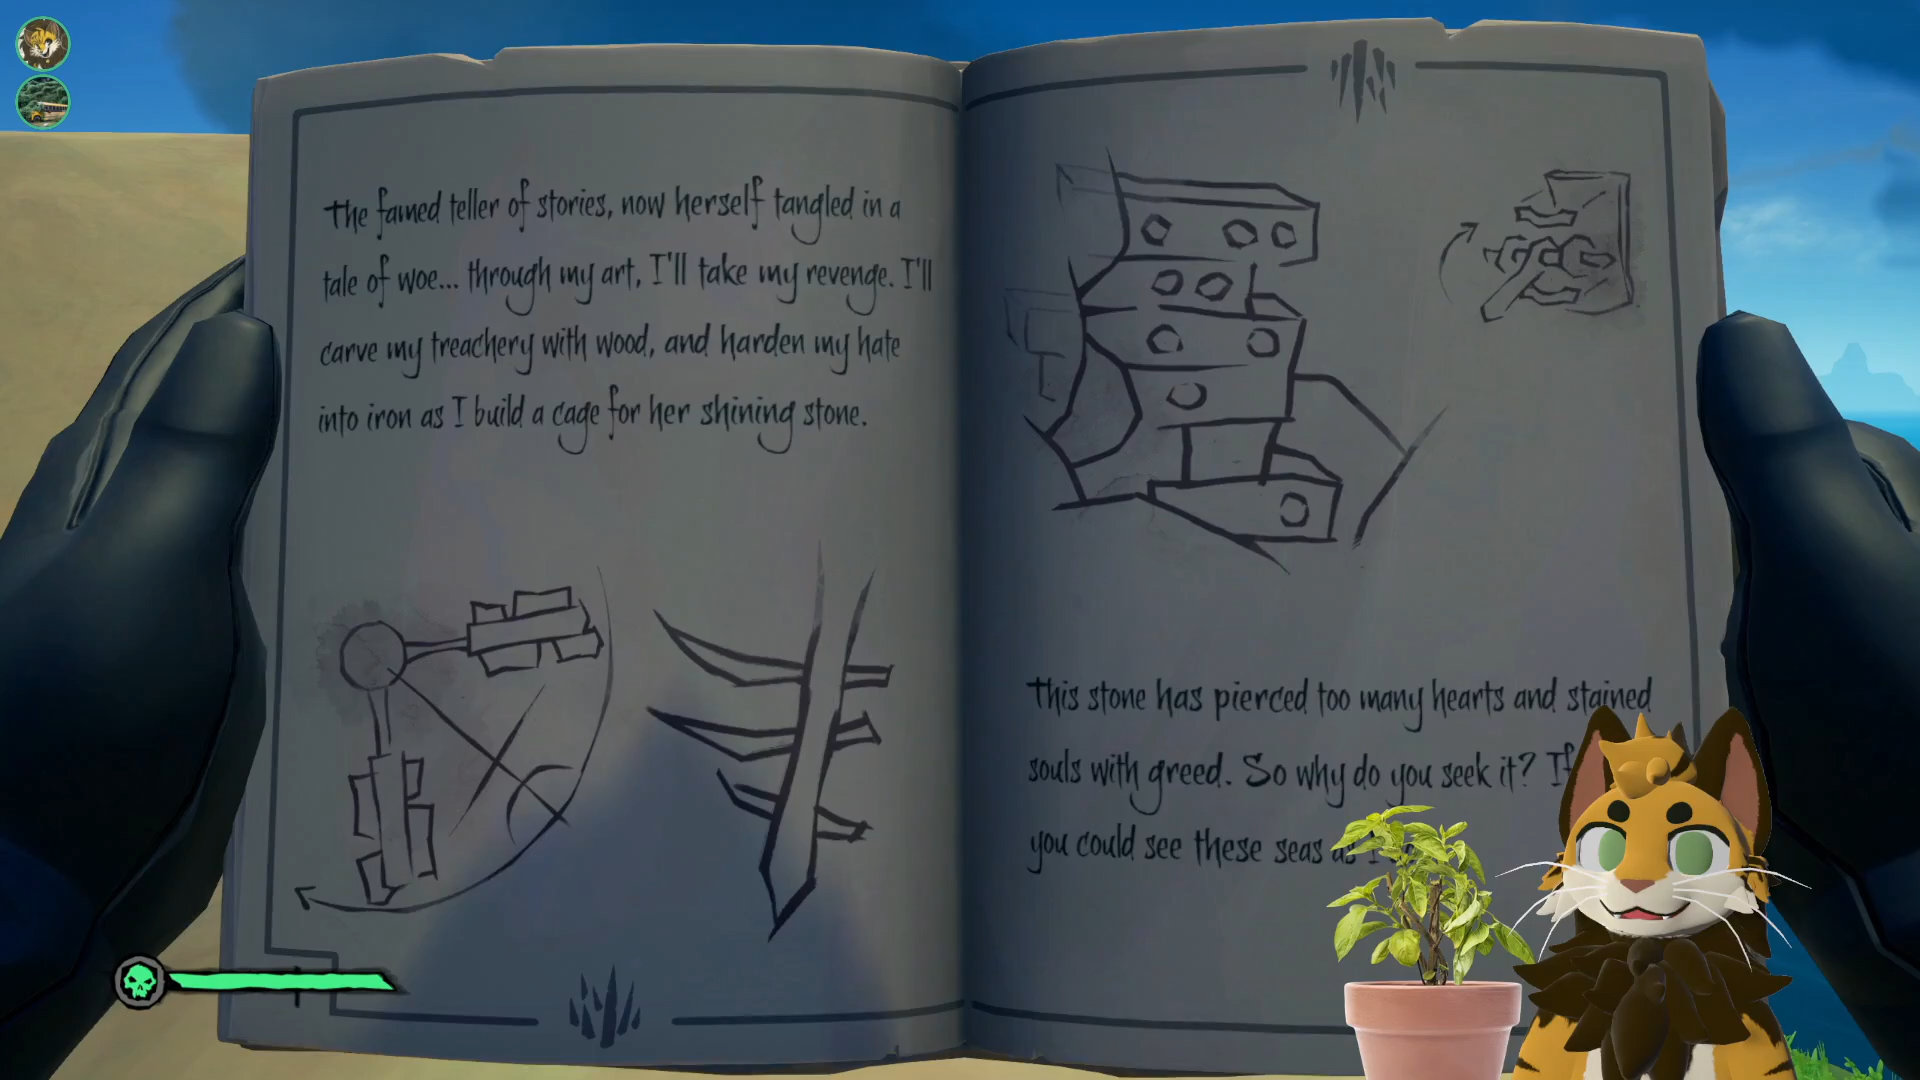 The famed teller of stories, now herself tangled in a
tale of woe... through my art, I'll take my revenge. I'll
carve my treachery with wood, and harden my hate
into iron as I build a cage for her shining stone.
This stone has pierced too many hearts and stained
souls with greed. So why do you seek it? If
you could see these seas as I